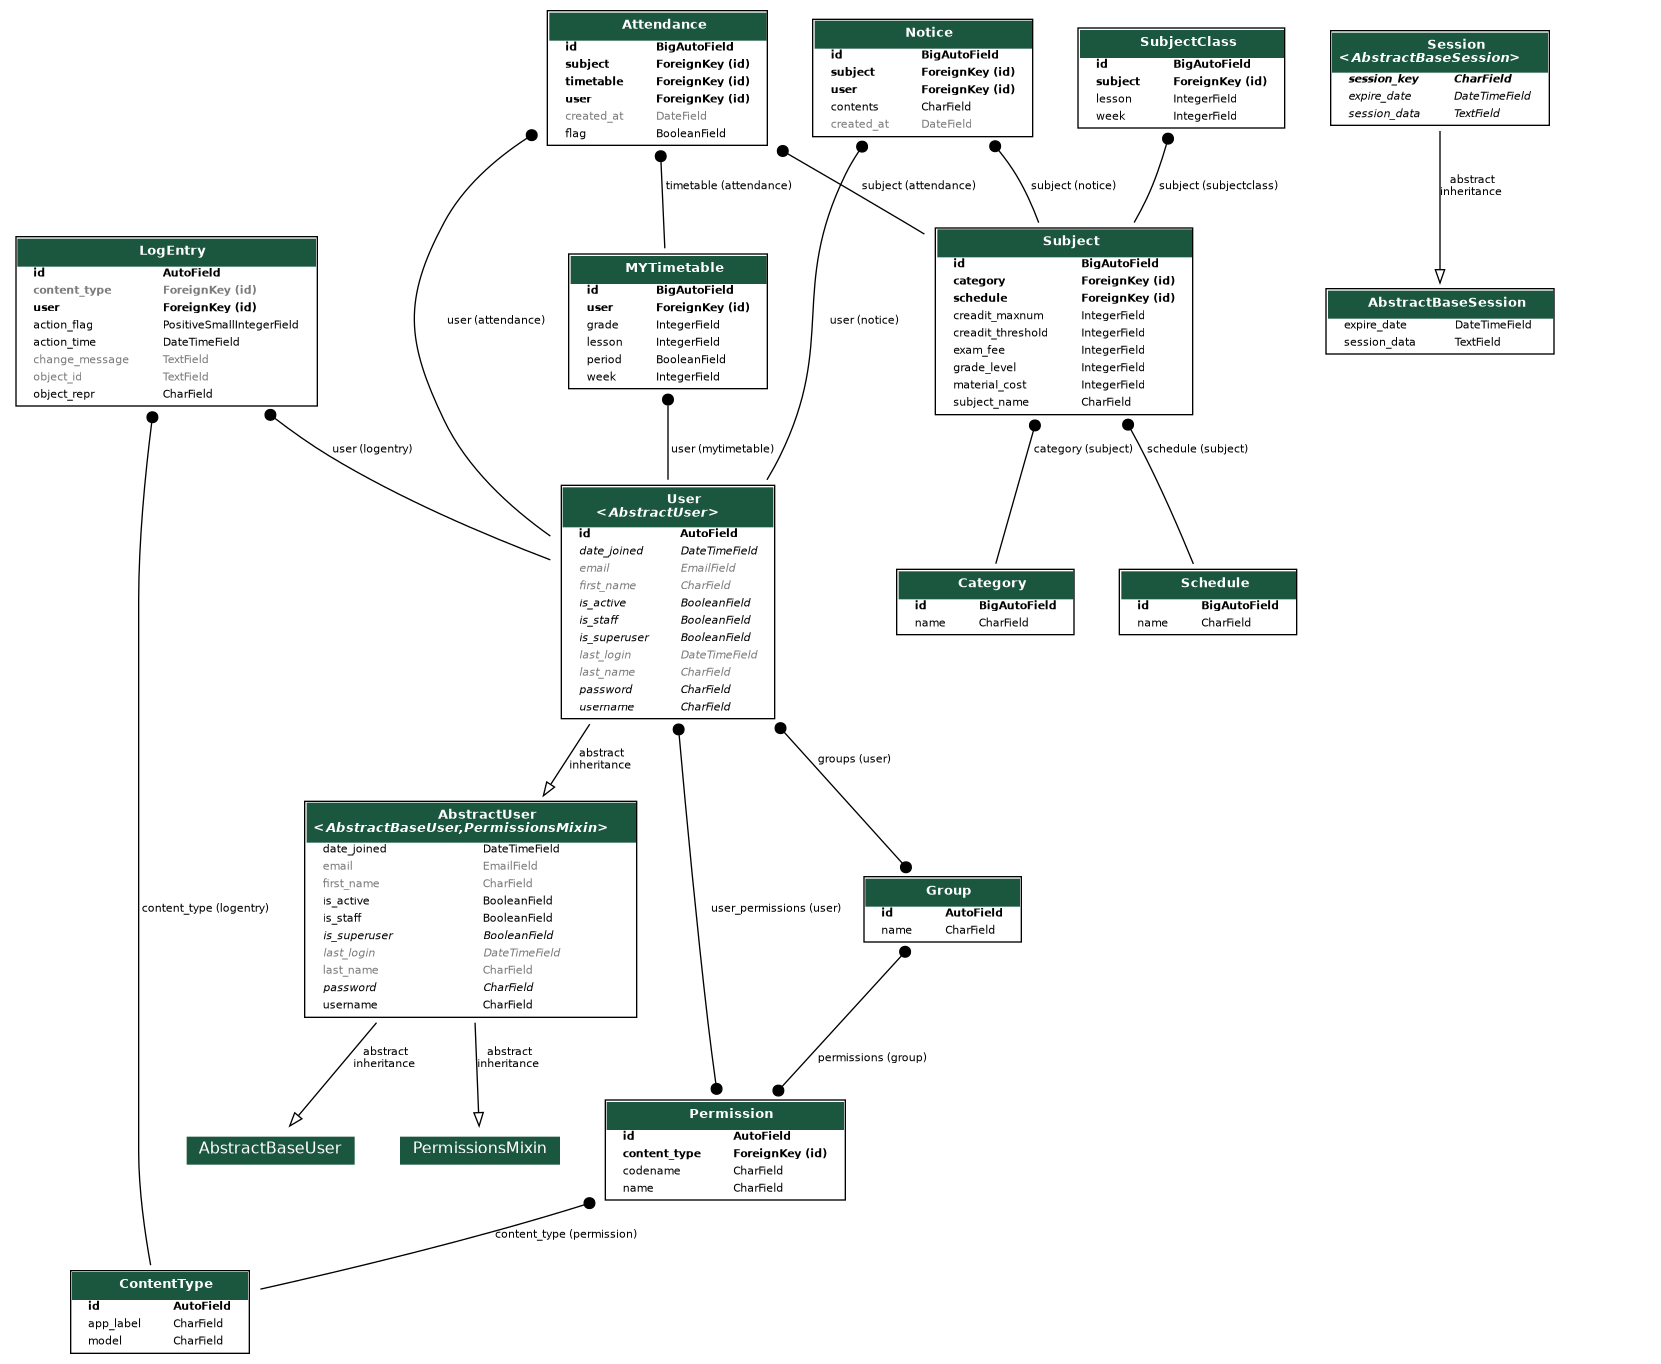 Attendance
id BigAutoField
subject ForeignKey (id)
timetable ForeignKey (id)
user ForeignKey (id)
created_at DateField
flag BooleanField
Notice
id BigAutoField
subject ForeignKey (id)
user ForeignKey (id)
contents CharField
created_at DateField
SubjectClass
id BigAutoField
subject ForeignKey (id)
lesson IntegerField
week IntegerField
Session
<AbstractBaseSession>
session_key CharField
expire_date DateTimeField
session_data TextField
timetable (attendance)
subject (attendance)
subject (notice)
subject (subjectclass)
abstract
inheritance
LogEntry
id AutoField
content_type ForeignKey (id)
user ForeignKey (id)
action_flag PositiveSmallIntegerField
action_time DateTimeField
change_message TextField
object_id TextField
object_repr CharField
user (attendance)
MYTimetable
id BigAutoField
user ForeignKey (id)
grade IntegerField
lesson IntegerField
period BooleanField
week IntegerField
user (notice)
Subject
id BigAutoField
category ForeignKey (id)
schedule ForeignKey (id)
creadit_maxnum IntegerField
creadit_threshold IntegerField
exam_fee IntegerField
grade_level IntegerField
material_cost IntegerField
subject_name CharField
AbstractBaseSession
expire_date DateTimeField
session_data TextField
user (logentry)
user (mytimetable)
category (subject)
schedule (subject)
User
<AbstractUser>
id AutoField
date_joined DateTimeField
email EmailField
first_name CharField
is_active BooleanField
is_staff BooleanField
is_superuser BooleanField
last_login DateTimeField
last_name CharField
password CharField
username CharField
Category
id BigAutoField
name CharField
Schedule
id BigAutoField
name CharField
abstract
inheritance
groups (user)
AbstractUser
<AbstractBaseUser,PermissionsMixin>
date_joined DateTimeField
email EmailField
first_name CharField
is_active BooleanField
is_staff BooleanField
is_superuser BooleanField
last_login DateTimeField
last_name CharField
password CharField
username CharField
content_type (logentry)
user_permissions (user)
Group
id AutoField
name CharField
abstract
inheritance
abstract
inheritance
permissions (group)
AbstractBaseUser
PermissionsMixin
Permission
id AutoField
content_type ForeignKey (id)
codename CharField
name CharField
content_type (permission)
ContentType
id AutoField
app_label CharField
model CharField